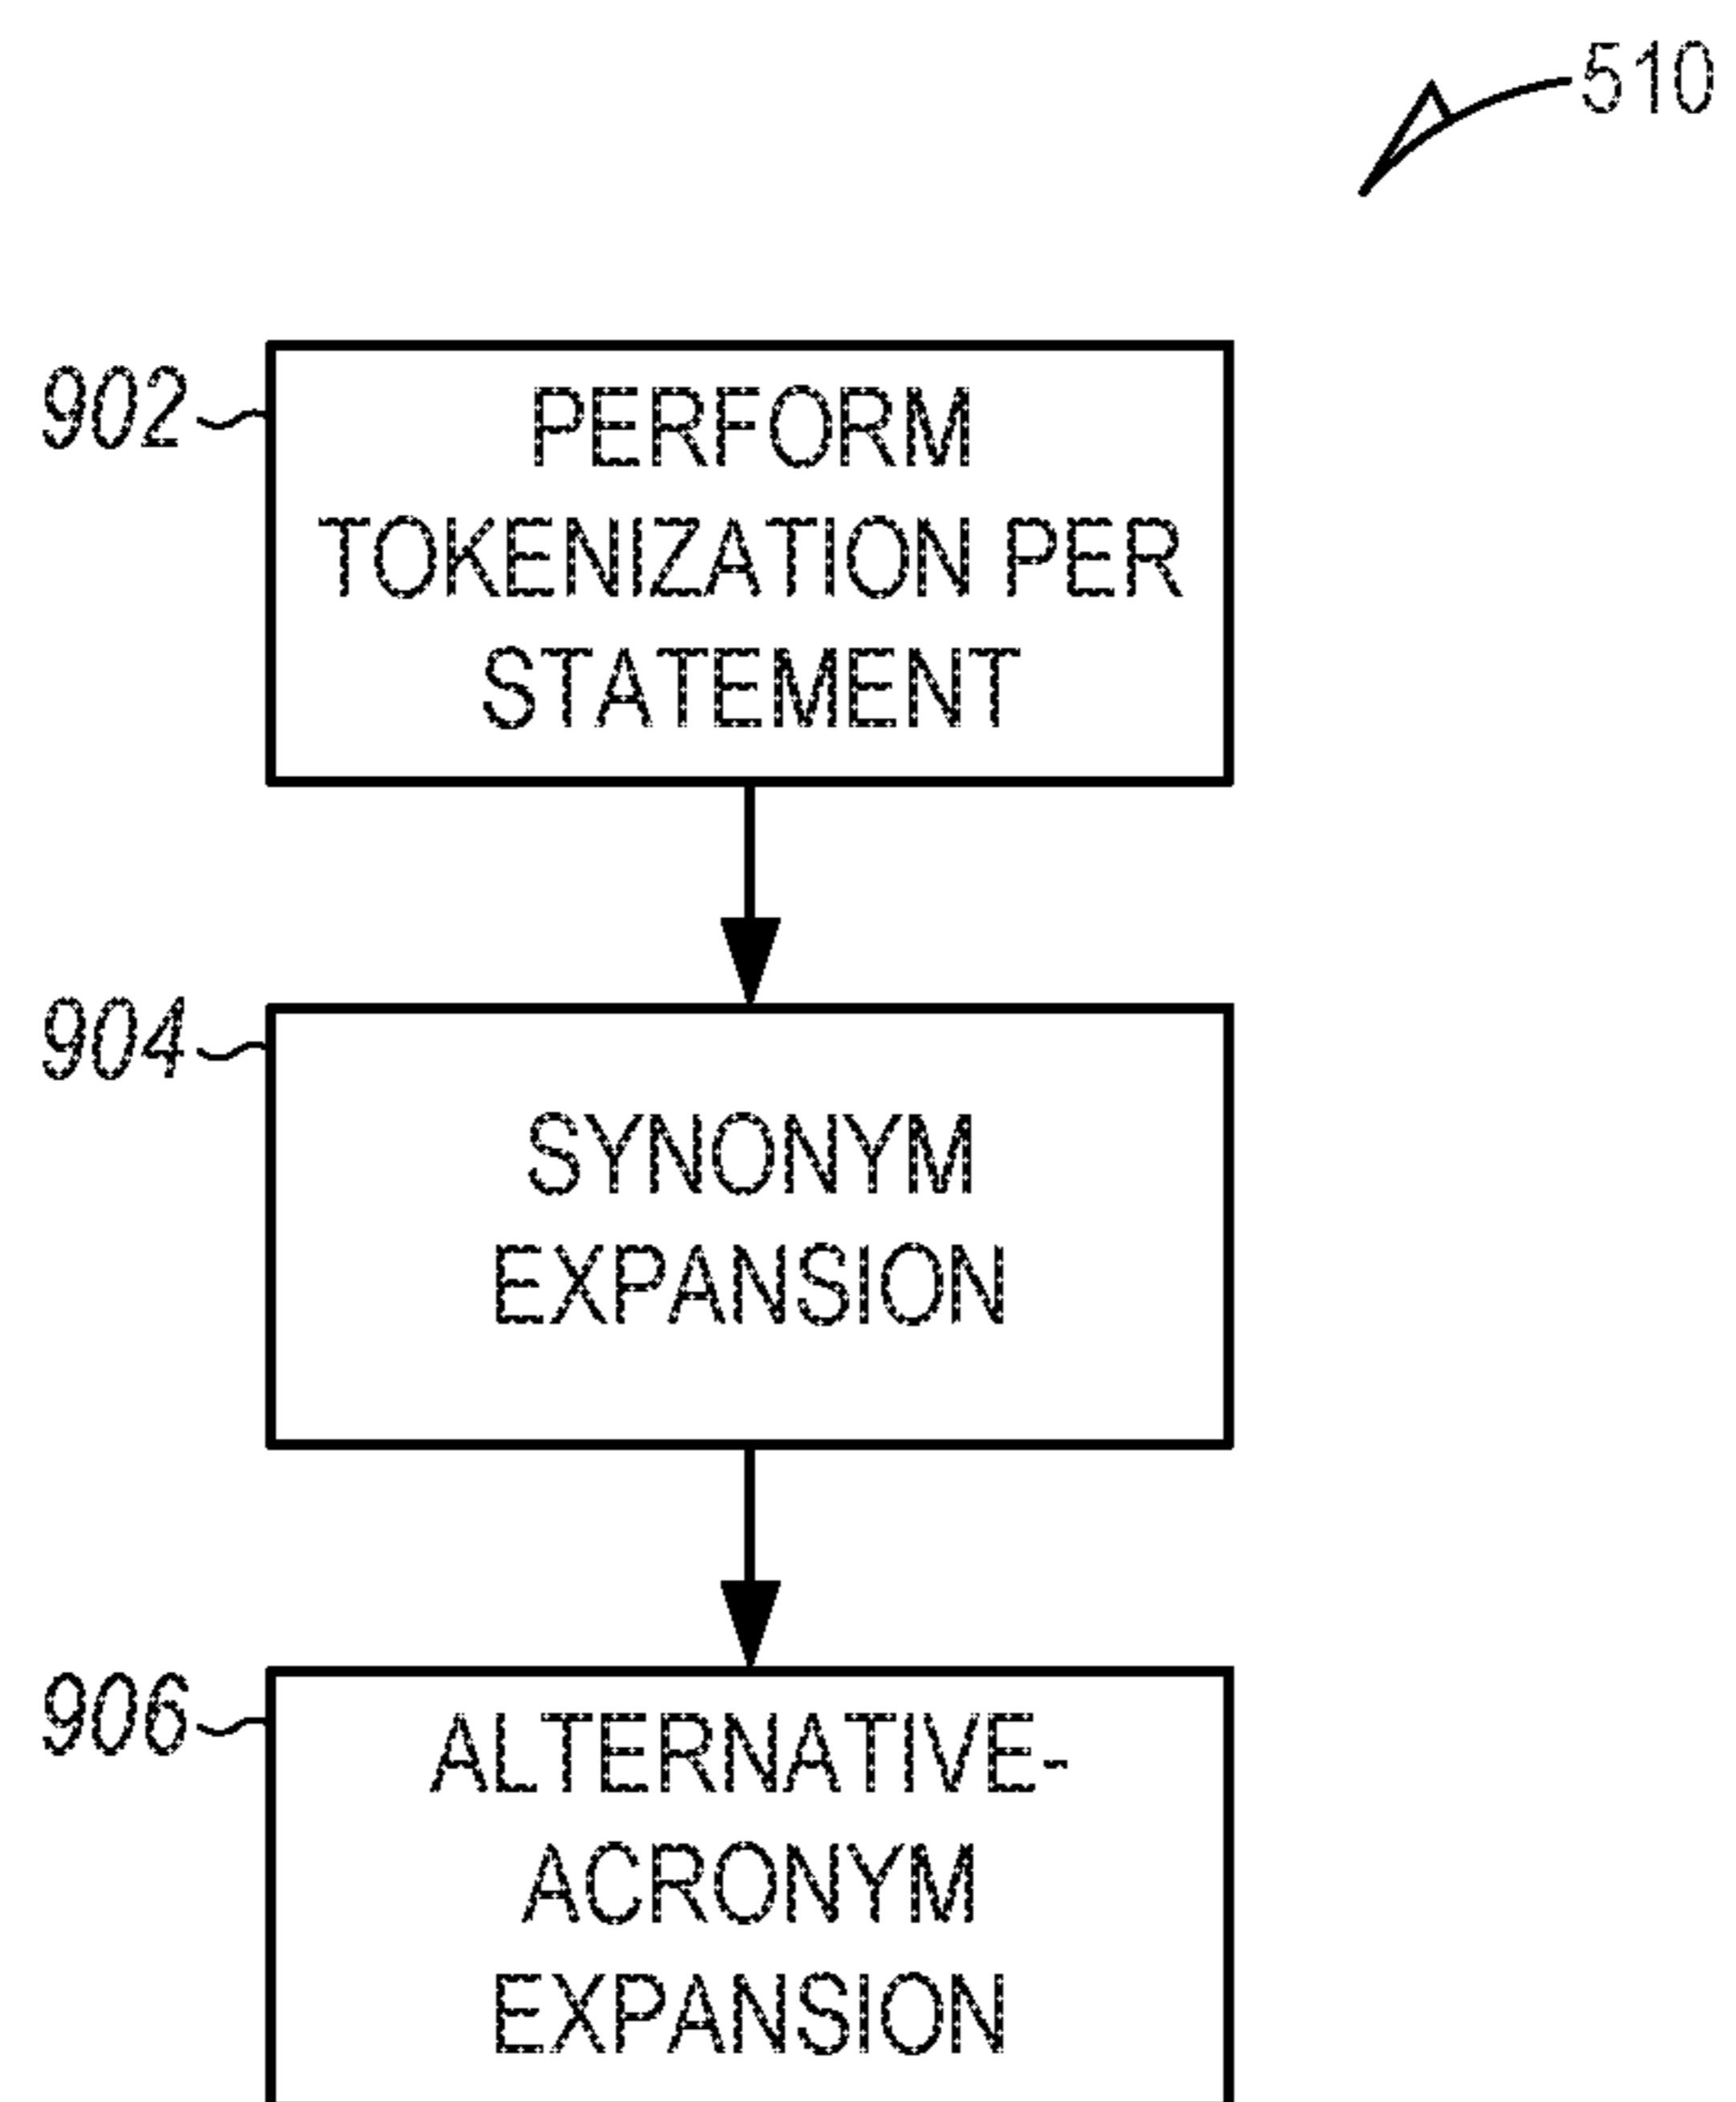 510
902
PERFORM
TOKENIZATION PER
STATEMENT
904
SYNONYM
EXPANSION
906
ALTERNATIVE-
ACRONYM
EXPANSION